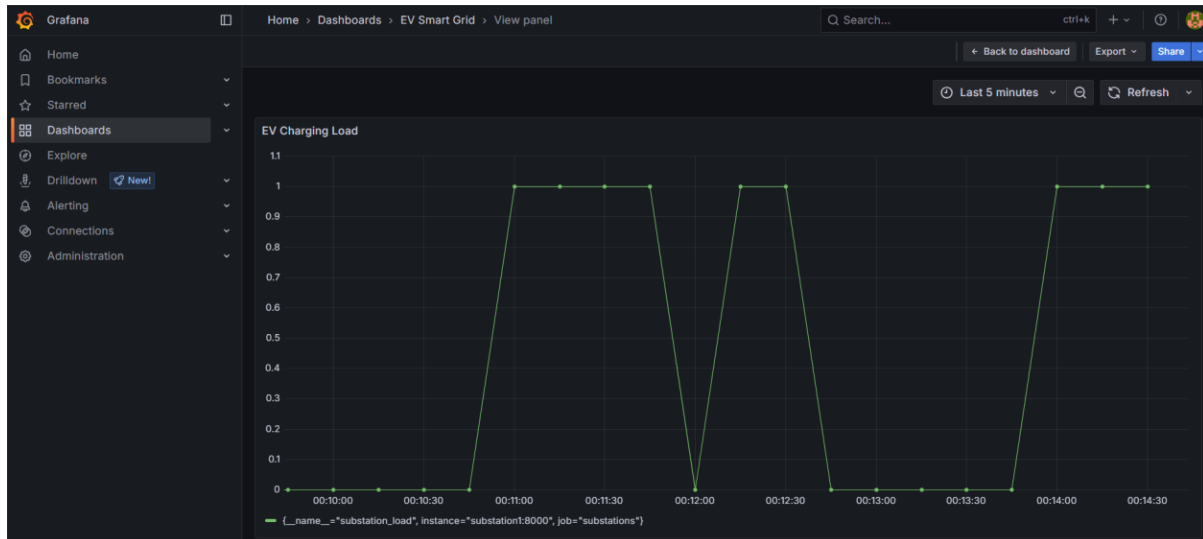 Grafana
Home › Dashboards › EV Smart Grid › View panel
Search...
ctrl+k
Home
Bookmarks
Starred
Dashboards
Explore
Drilldown New!
Alerting
Connections
Administration
← Back to dashboard
Export
Share
Last 5 minutes
Refresh
EV Charging Load
1.1
1
0.9
0.8
0.7
0.6
0.5
0.4
0.3
0.2
0.1
0
00:10:00 00:10:30 00:11:00 00:11:30 00:12:00 00:12:30 00:13:00 00:13:30 00:14:00 00:14:30
{__name__="substation_load", instance="substation1:8000", job="substations"}